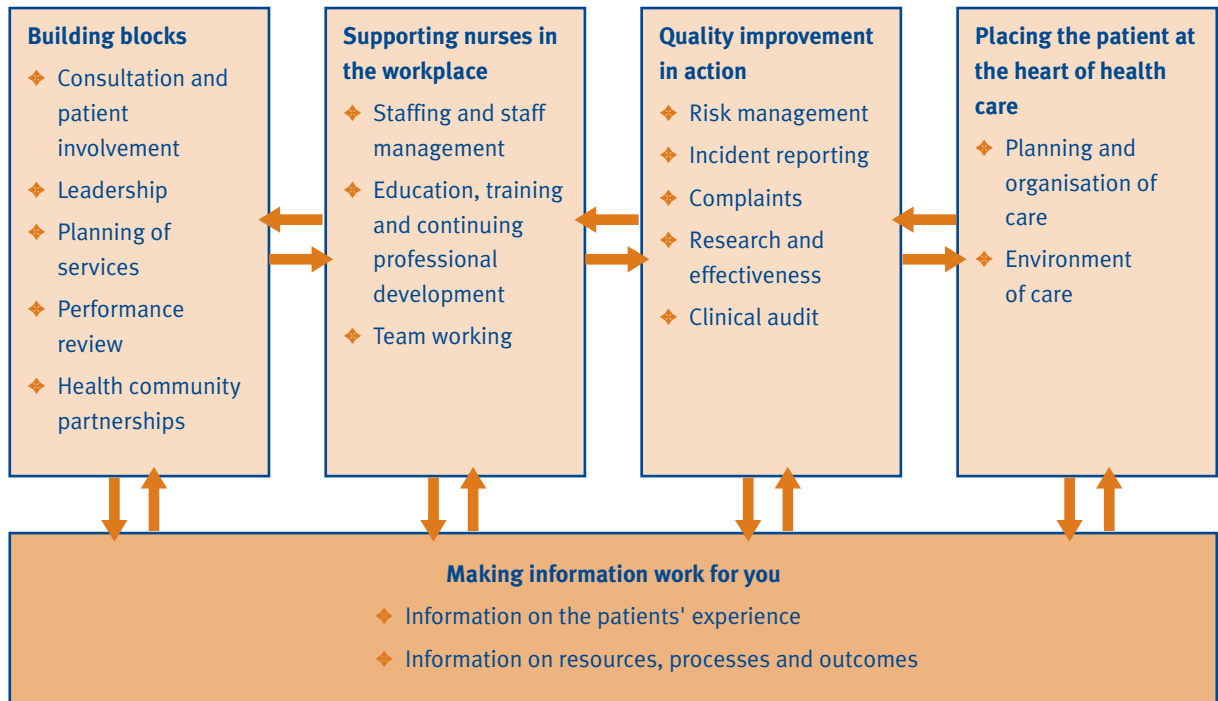 Building blocks
Consultation and
patient
involvement
Leadership
Planning of
services
Performance
review
Health community
partnerships
Supporting nurses in
the workplace
Staffing and staff
management
Education, training
and continuing
professional
development
Team working
Quality improvement
in action
Risk management
Incident reporting
Complaints
Research and
effectiveness
Clinical audit
Placing the patient at
the heart of health
care
Planning and
organisation of
care
Environment
of care
Making information work for you
Information on the patients' experience
Information on resources, processes and outcomes